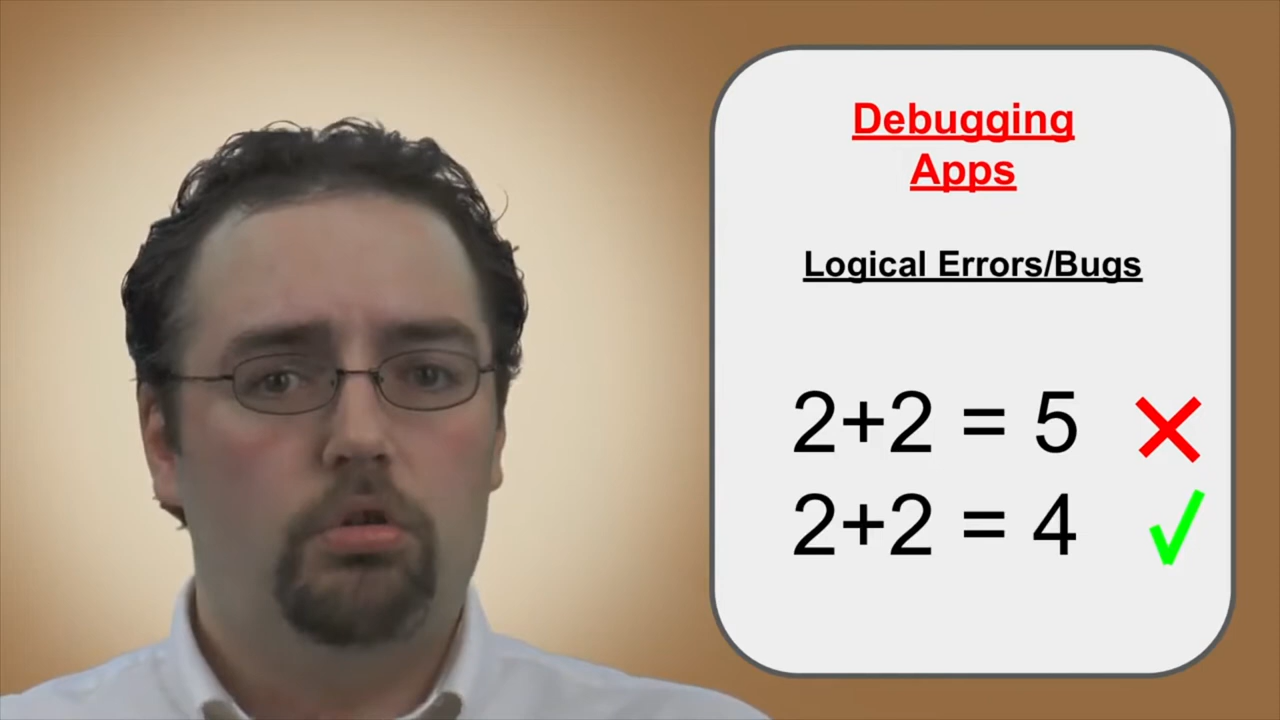 Debugging
Apps
Logical Errors/Bugs
2+2 = 5
2+2 = 4